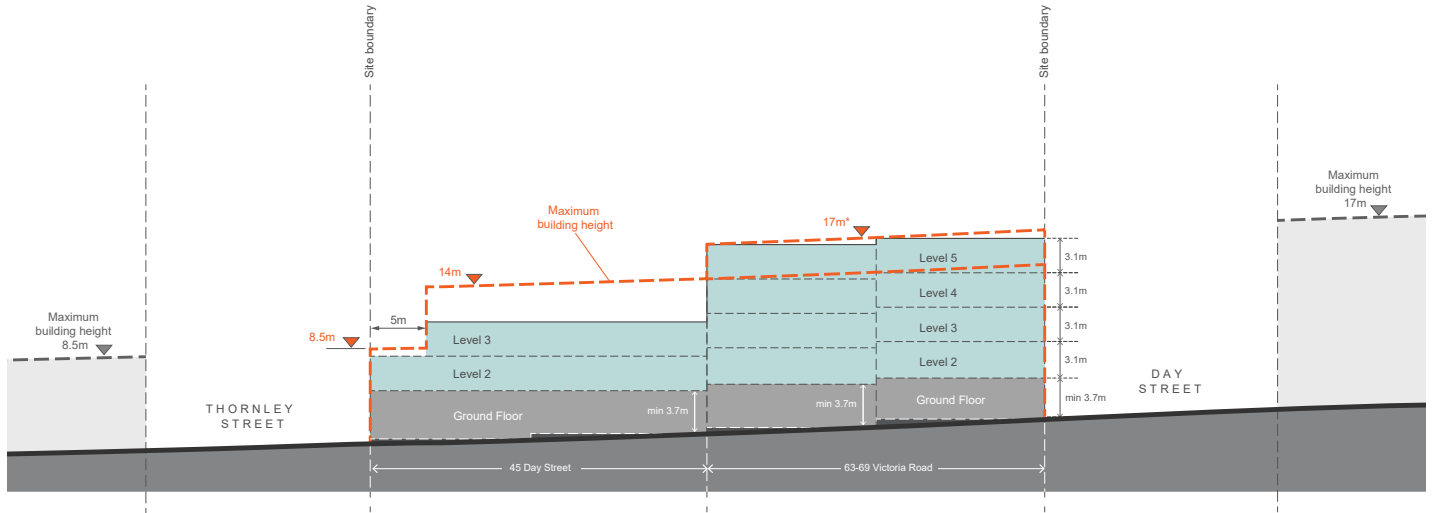 Site boundary
Site boundary
Maximum
building height
17m
Maximum
building height
17m*
14m
5m
8.5m
Maximum
building height
8.5m
Level 5
Level 4
Level 3
Level 2
Ground Floor
Level 3
Level 2
Ground Floor
3.1m
3.1m
3.1m
3.1m
min 3.7m
min 3.7m
min 3.7m
THORNLEY
STREET
DAY
STREET
45 Day Street
63-69 Victoria Road